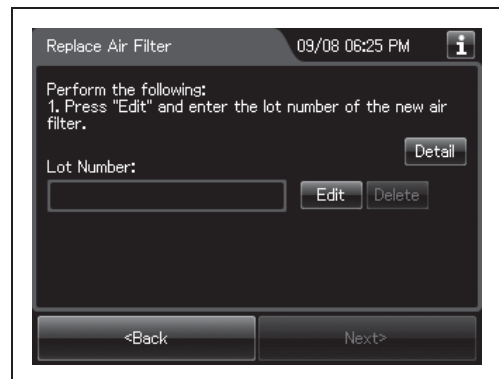 Replace Air Filter 09/08 06:25 PM i
Perform the following:
1. Press "Edit" and enter the lot number of the new air
filter.
Detail
Lot Number:
Edit Delete
<Back Next>